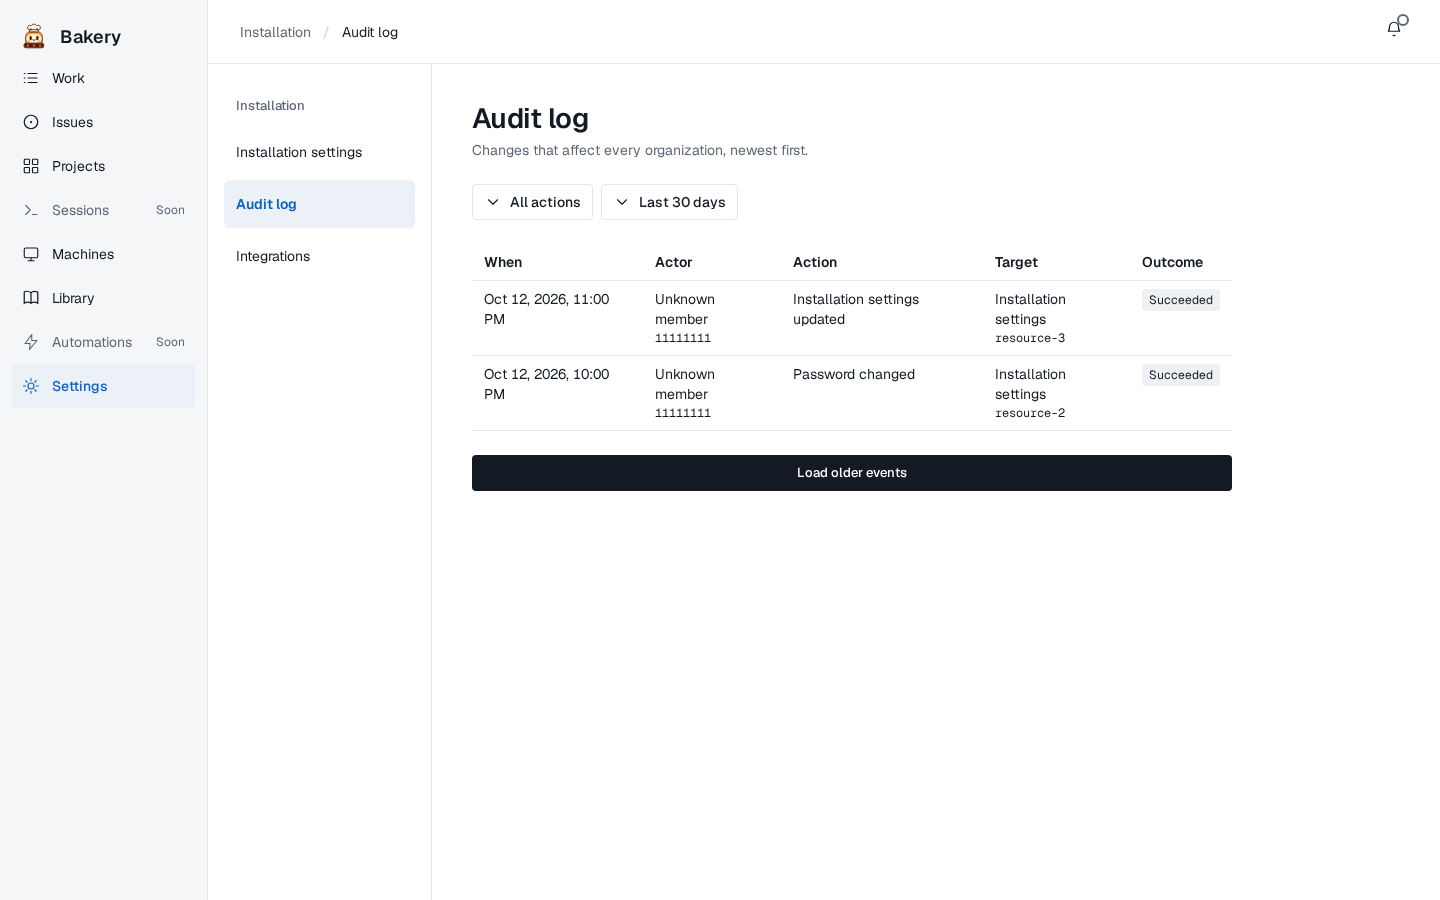 Bakery
Work
Issues
Projects
Sessions Soon
Machines
Library
Automations Soon
Settings
Installation / Audit log
Installation
Installation settings
Audit log
Integrations
Audit log
Changes that affect every organization, newest first.
All actions Last 30 days
When Actor Action Target Outcome
Oct 12, 2026, 11:00 Unknown Installation settings Installation Succeeded
PM member updated settings
11111111 resource-3
Oct 12, 2026, 10:00 Unknown Password changed Installation Succeeded
PM member settings
11111111 resource-2
Load older events